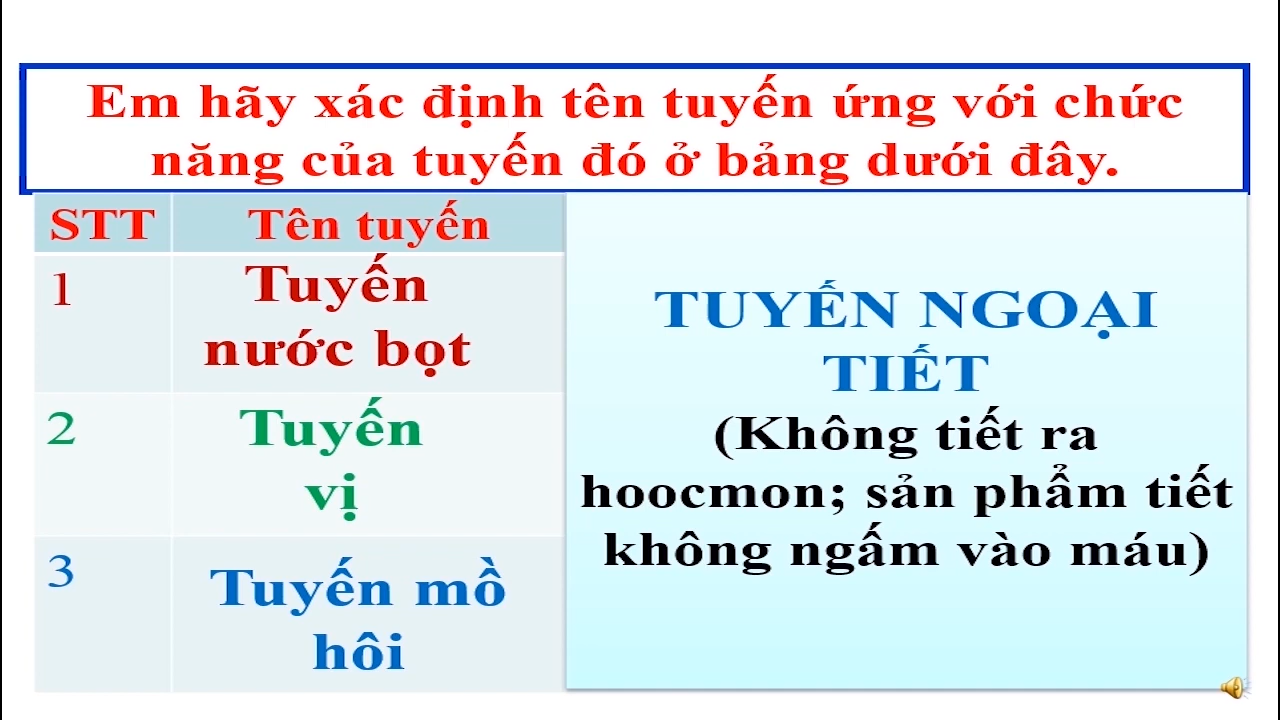 Em hãy xác định tên tuyến ứng với chức
năng của tuyến đó ở bảng dưới đây.
STT Tên tuyến
1 Tuyến
nước bọt
2 Tuyến
vị
3 Tuyến mồ
hôi
TUYẾN NGOẠI
TIẾT
(Không tiết ra
hoocmon; sản phẩm tiết
không ngấm vào máu)